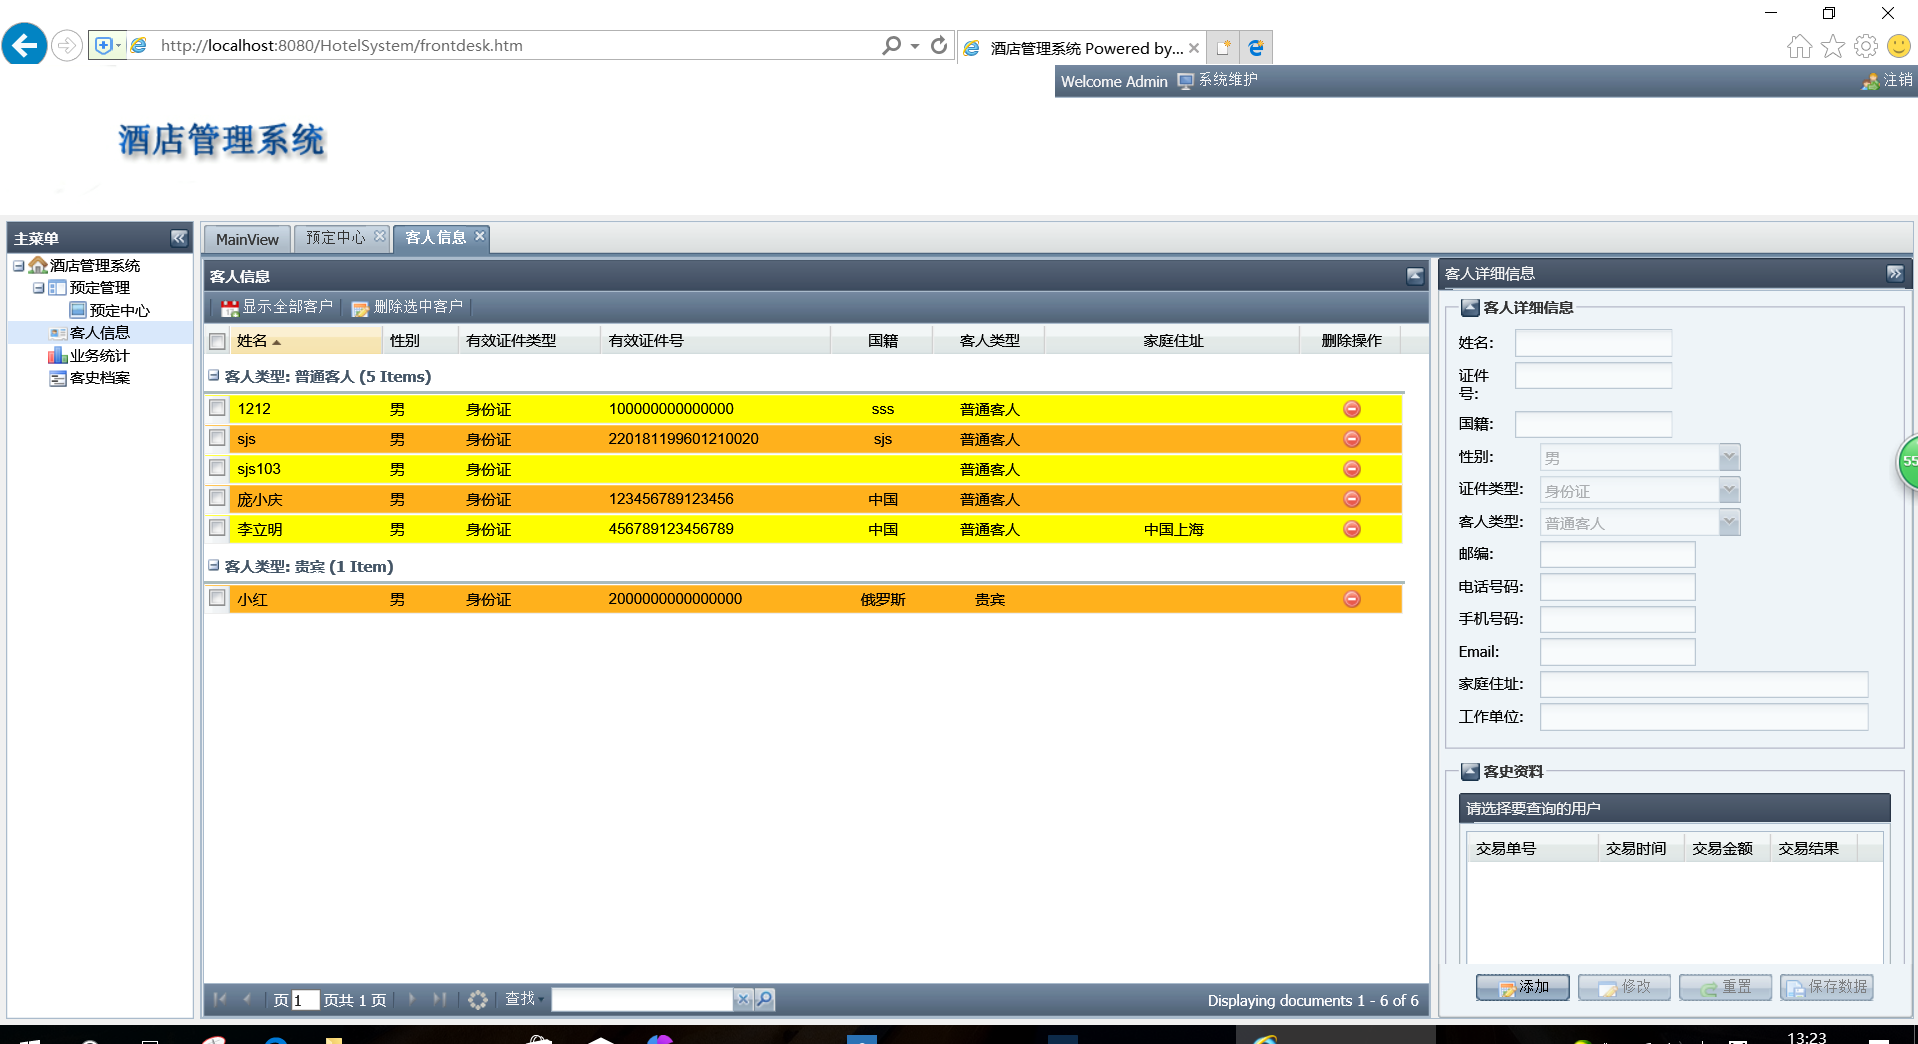 http://localhost:8080/HotelSystem/frontdesk.htm
酒店管理系统 Powered by...
Welcome Admin 系统维护 注销
酒店管理系统
主菜单
酒店管理系统
预定管理
预定中心
客人信息
业务统计
客史档案
MainView 预定中心 客人信息
客人信息
显示全部客户 删除选中客户
姓名 性别 有效证件类型 有效证件号 国籍 客人类型 家庭住址 删除操作
客人类型: 普通客人 (5 Items)
1212 男 身份证 100000000000000 sss 普通客人
sjs 男 身份证 220181199601210020 sjs 普通客人
sjs103 男 身份证 普通客人
庞小庆 男 身份证 123456789123456 中国 普通客人
李立明 男 身份证 456789123456789 中国 普通客人 中国上海
客人类型: 贵宾 (1 Item)
小红 男 身份证 2000000000000000 俄罗斯 贵宾
页 1 页共 1 页 查找 Displaying documents 1 - 6 of 6
客人详细信息
客人详细信息
姓名:
证件
号:
国籍:
性别: 男
证件类型: 身份证
客人类型: 普通客人
邮编:
电话号码:
手机号码:
Email:
家庭住址:
工作单位:
客史资料
请选择要查询的用户
交易单号 交易时间 交易金额 交易结果
添加 修改 重置 保存数据
55
13:23